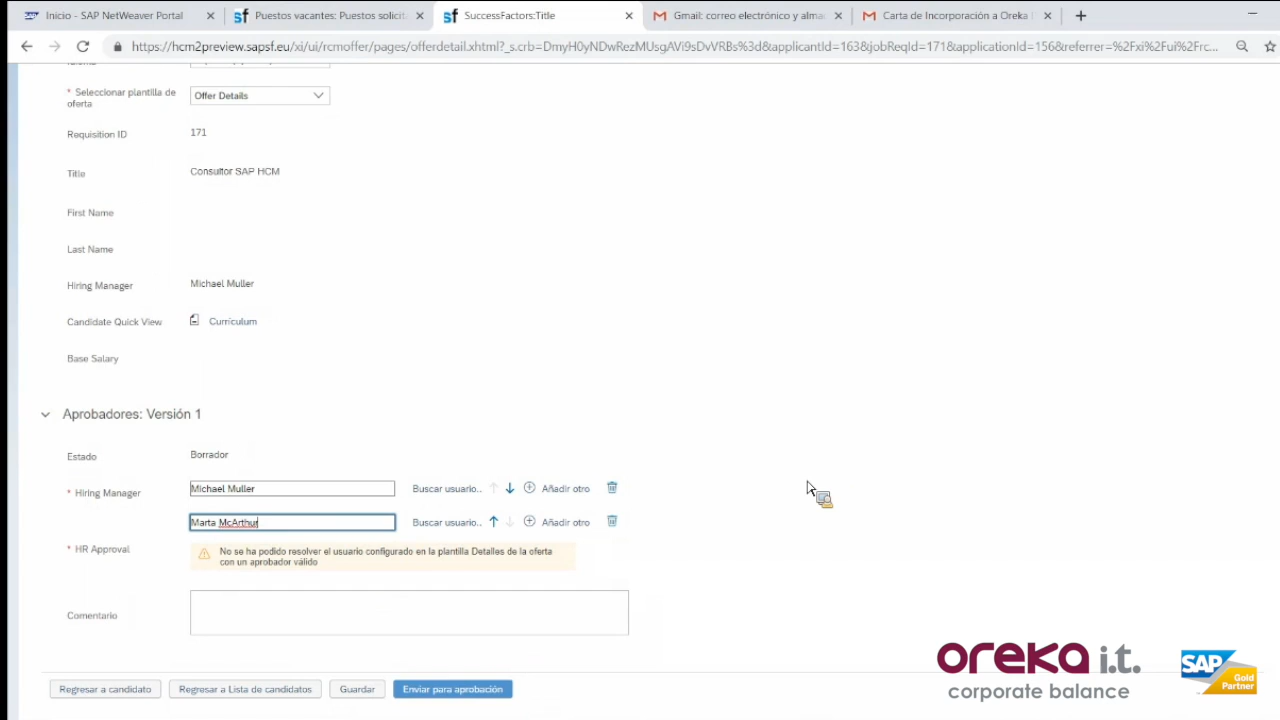 Inicio - SAP NetWeaver Portal
Puestos vacantes: Puestos solicit
SuccessFactors:Title
Gmail: correo electrónico y alma
Carta de Incorporación a Oreka
https://hcm2preview.sapsf.eu/xi/ui/rcmoffer/pages/offerdetail.xhtml?_s.crb=DmyH0yNDwRezMUsgAVi9sDvVRBs%3d&applicantId=163&jobReqId=171&applicationId=156&referrer=%2Fxi%2Fui%2Frc...
* Seleccionar plantilla de
oferta
Offer Details
Requisition ID
171
Title
Consultor SAP HCM
First Name
Last Name
Hiring Manager
Michael Muller
Candidate Quick View
Currículum
Base Salary
Aprobadores: Versión 1
Estado
Borrador
* Hiring Manager
Michael Muller
Buscar usuario..
Añadir otro
Marta McArthur
Buscar usuario..
Añadir otro
* HR Approval
No se ha podido resolver el usuario configurado en la plantilla Detalles de la oferta
con un aprobador válido
Comentario
Regresar a candidato
Regresar a Lista de candidatos
Guardar
Enviar para aprobación
oreka i.t.
corporate balance
SAP
Gold
Partner